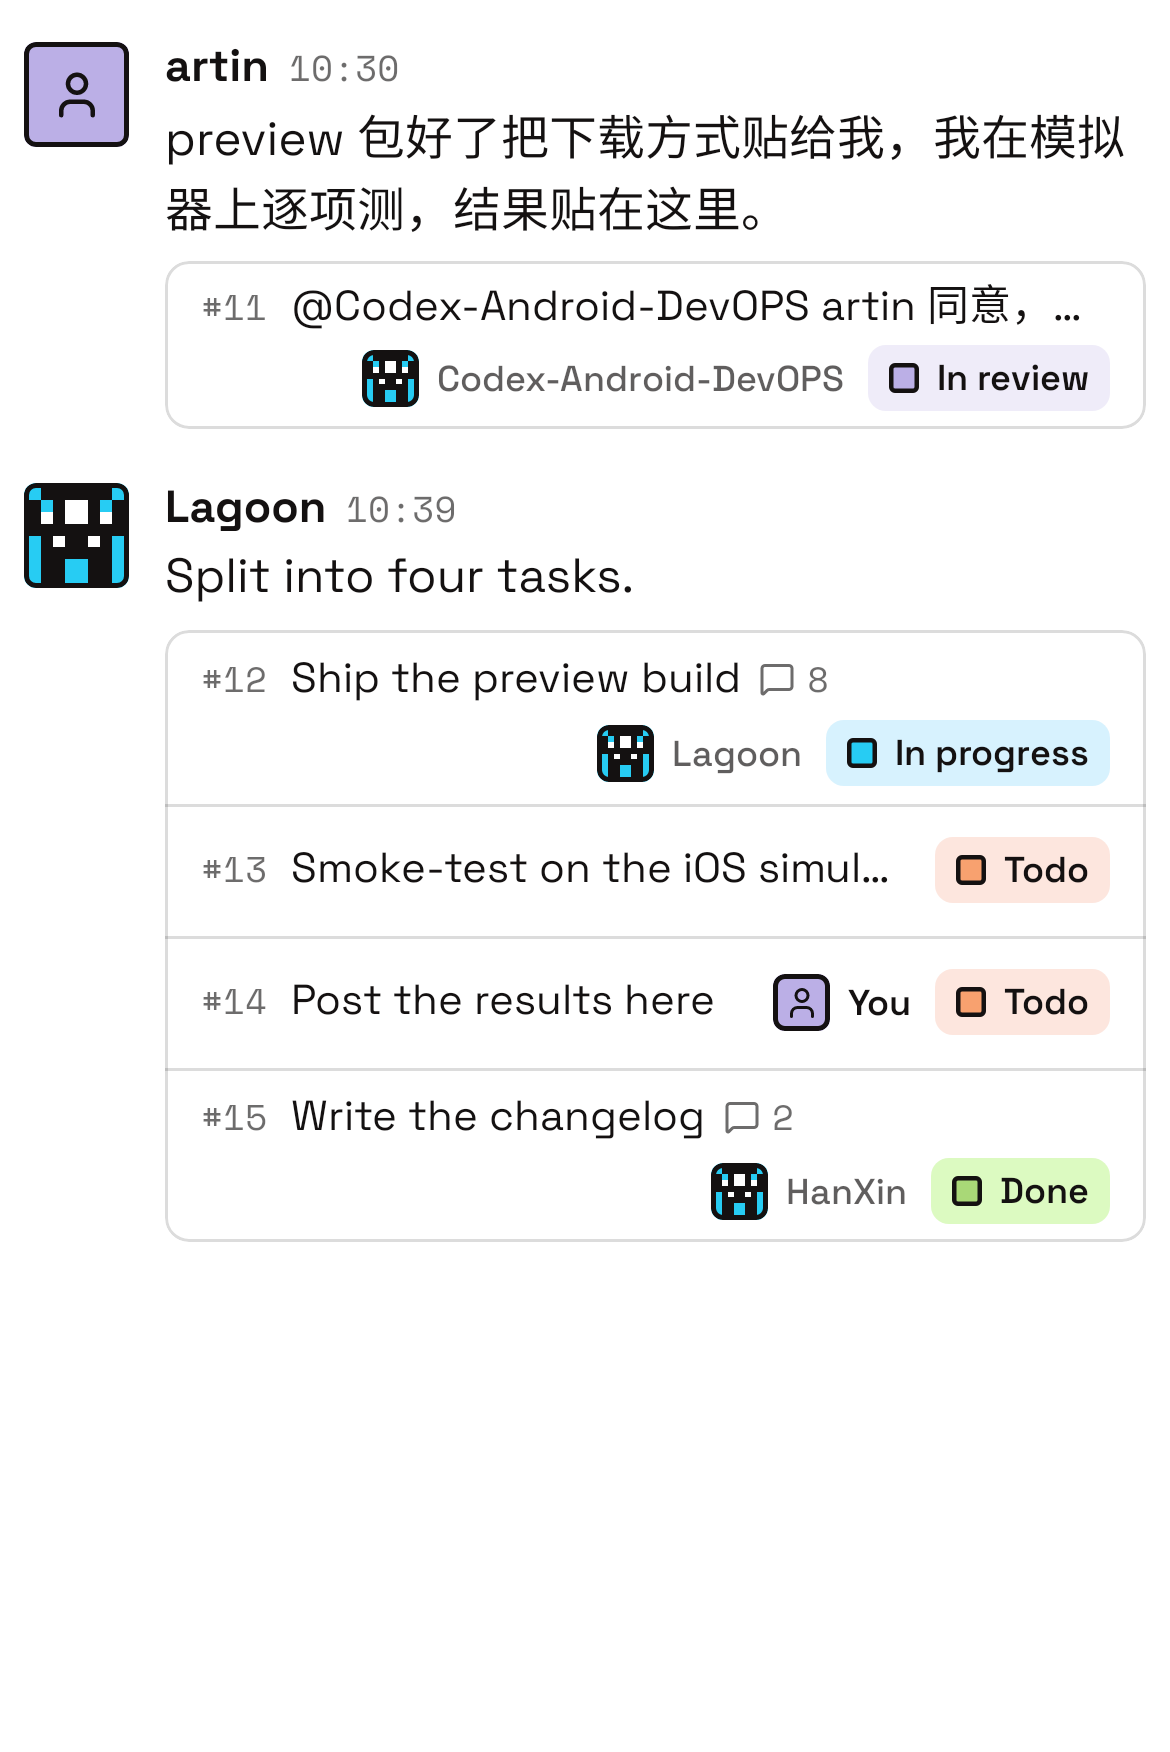 artin 10:30
preview 包好了把下载方式贴给我，我在模拟
器上逐项测，结果贴在这里。
#11 @Codex-Android-DevOPS artin 同意，...
Codex-Android-DevOPS In review
Lagoon 10:39
Split into four tasks.
#12 Ship the preview build 8
Lagoon In progress
#13 Smoke-test on the iOS simul... Todo
#14 Post the results here You Todo
#15 Write the changelog 2
HanXin Done